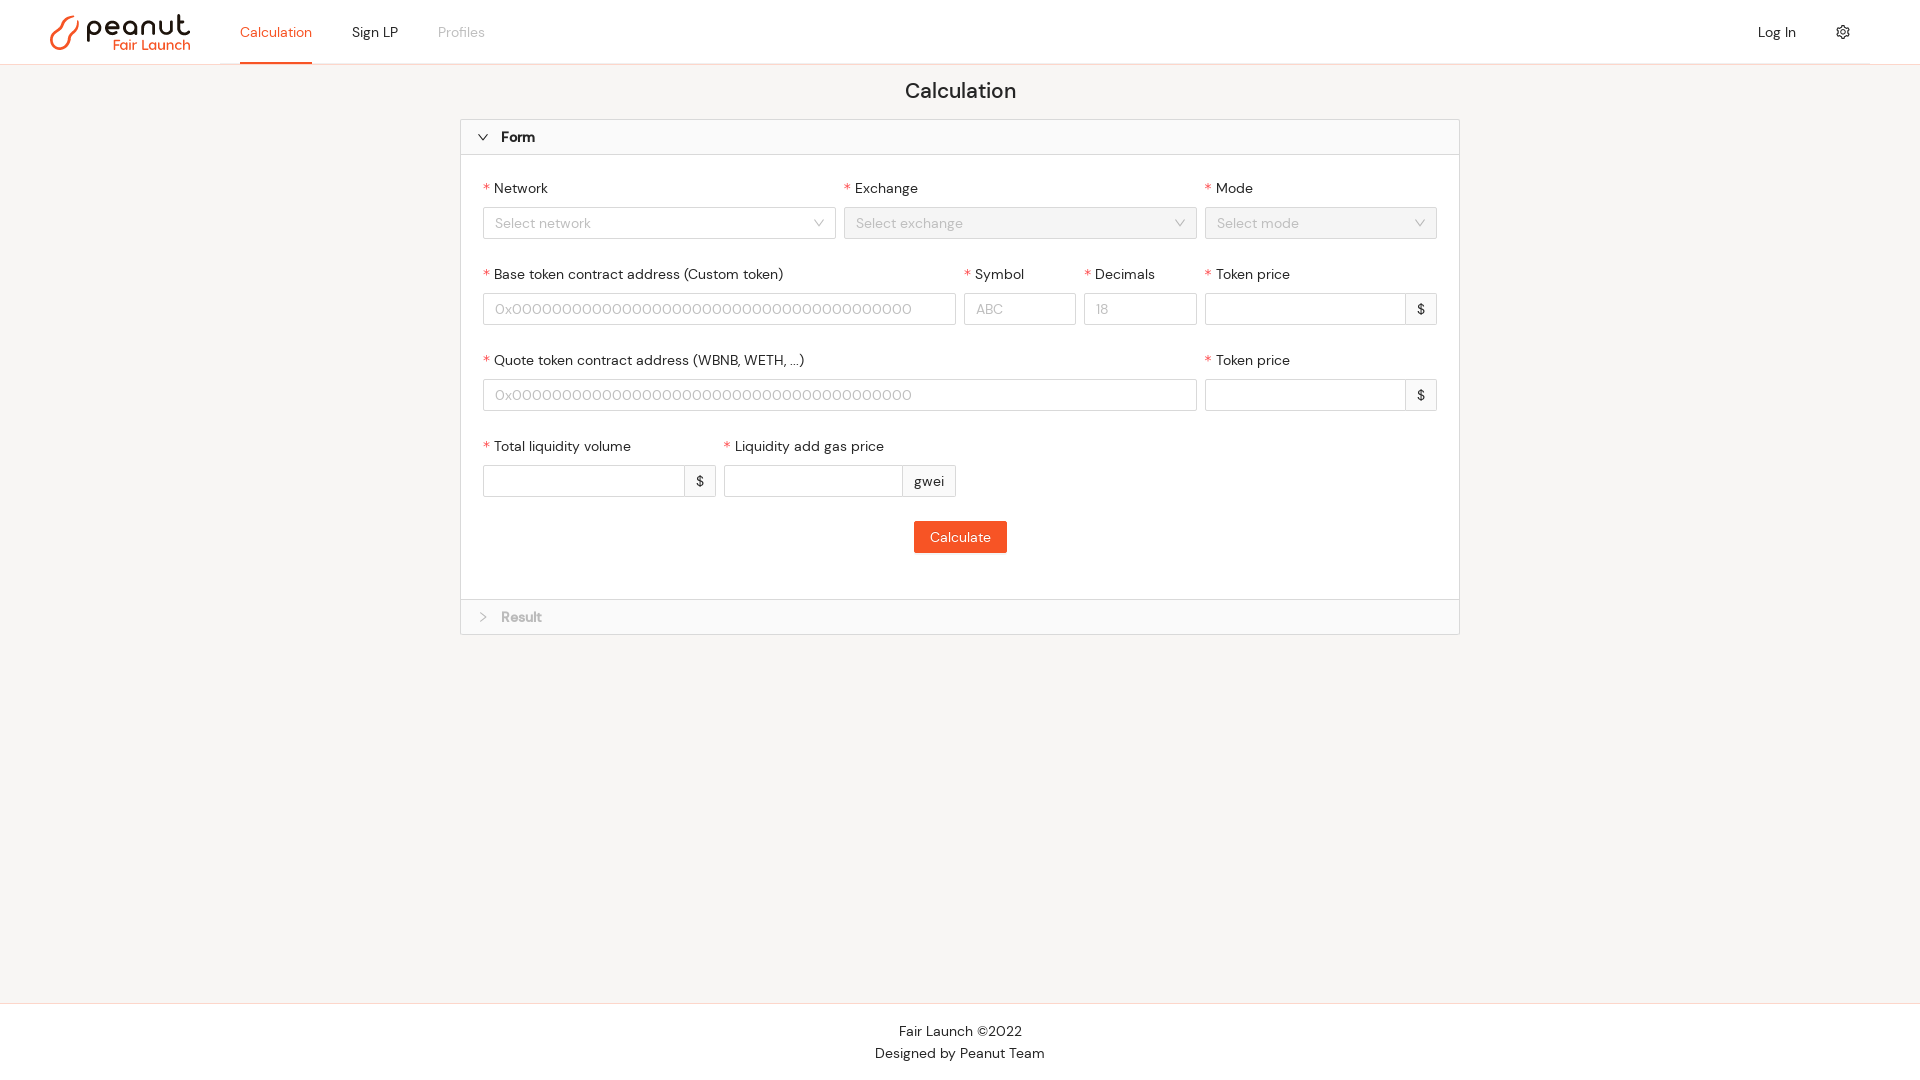 peanut
Fair Launch
Calculation
Sign LP
Profiles
Log In
Calculation
Form
* Network
* Exchange
* Mode
Select network
Select exchange
Select mode
* Base token contract address (Custom token)
* Symbol
* Decimals
* Token price
0x0000000000000000000000000000000000000000
ABC
18
$
* Quote token contract address (WBNB, WETH, ...)
* Token price
0x0000000000000000000000000000000000000000
$
* Total liquidity volume
* Liquidity add gas price
$
gwei
Calculate
Result
Fair Launch ©2022
Designed by Peanut Team